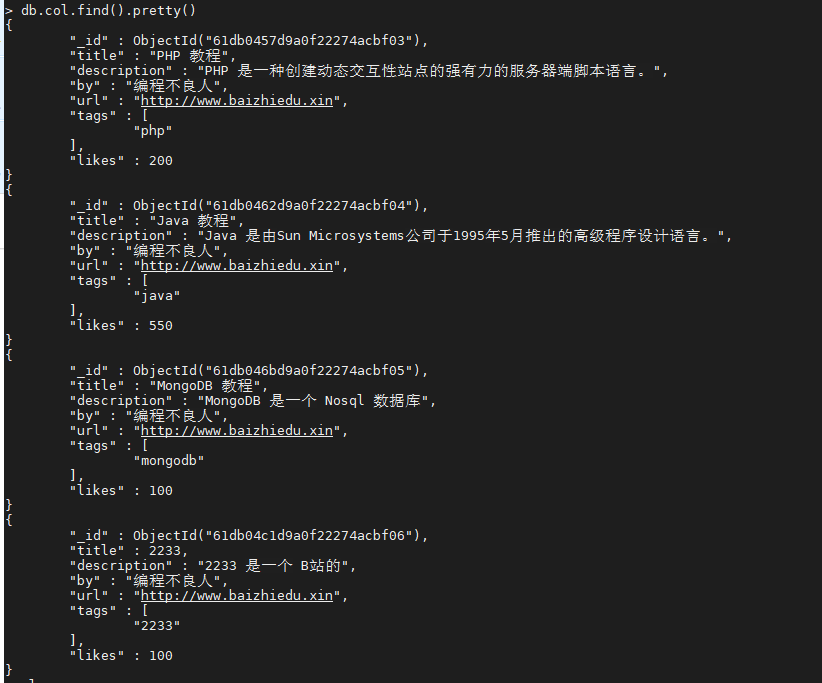 > db.col.find().pretty()
{
"_id" : ObjectId("61db0457d9a0f22274acbf03"),
"title" : "PHP 教程",
"description" : "PHP 是一种创建动态交互性站点的强有力的服务器端脚本语言。",
"by" : "编程不良人",
"url" : "http://www.baizhiedu.xin",
"tags" : [
"php"
],
"likes" : 200
}
{
"_id" : ObjectId("61db0462d9a0f22274acbf04"),
"title" : "Java 教程",
"description" : "Java 是由Sun Microsystems公司于1995年5月推出的高级程序设计语言。",
"by" : "编程不良人",
"url" : "http://www.baizhiedu.xin",
"tags" : [
"java"
],
"likes" : 550
}
{
"_id" : ObjectId("61db046bd9a0f22274acbf05"),
"title" : "MongoDB 教程",
"description" : "MongoDB 是一个 Nosql 数据库",
"by" : "编程不良人",
"url" : "http://www.baizhiedu.xin",
"tags" : [
"mongodb"
],
"likes" : 100
}
{
"_id" : ObjectId("61db04c1d9a0f22274acbf06"),
"title" : 2233,
"description" : "2233 是一个 B站的",
"by" : "编程不良人",
"url" : "http://www.baizhiedu.xin",
"tags" : [
"2233"
],
"likes" : 100
}